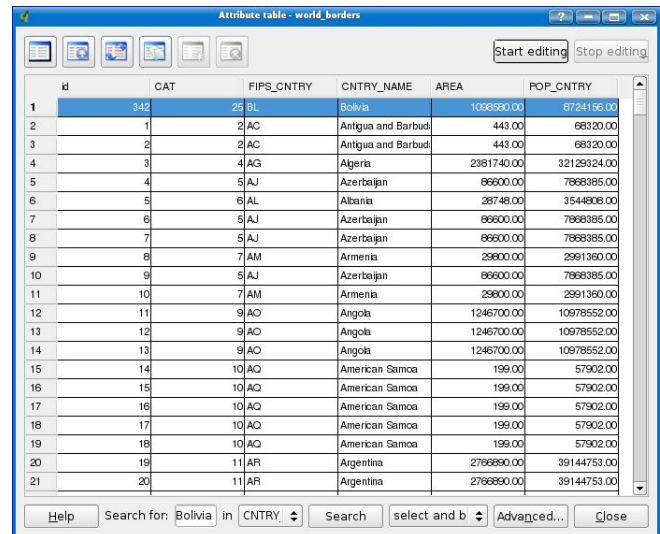 Attribute table - world_borders
Start editing Stop editing
id CAT FIPS_CNTRY CNTRY_NAME AREA POP_CNTRY
1 342 25 BL Bolivia 1098580.00 8724156.00
2 1 2 AC Antigua and Barbud 443.00 68320.00
3 2 2 AC Antigua and Barbud 443.00 68320.00
4 3 4 AG Algeria 2381740.00 32129324.00
5 4 5 AJ Azerbaijan 86600.00 7868385.00
6 5 6 AL Albania 28748.00 3544808.00
7 6 5 AJ Azerbaijan 86600.00 7868385.00
8 7 5 AJ Azerbaijan 86600.00 7868385.00
9 8 7 AM Armenia 29800.00 2991360.00
10 9 5 AJ Azerbaijan 86600.00 7868385.00
11 10 7 AM Armenia 29800.00 2991360.00
12 11 9 AO Angola 1246700.00 10978552.00
13 12 9 AO Angola 1246700.00 10978552.00
14 13 9 AO Angola 1246700.00 10978552.00
15 14 10 AQ American Samoa 199.00 57902.00
16 15 10 AQ American Samoa 199.00 57902.00
17 16 10 AQ American Samoa 199.00 57902.00
18 17 10 AQ American Samoa 199.00 57902.00
19 18 10 AQ American Samoa 199.00 57902.00
20 19 11 AR Argentina 2766890.00 39144753.00
21 20 11 AR Argentina 2766890.00 39144753.00
Help Search for: Bolivia in CNTRY_ Search select and b Advanced... Close